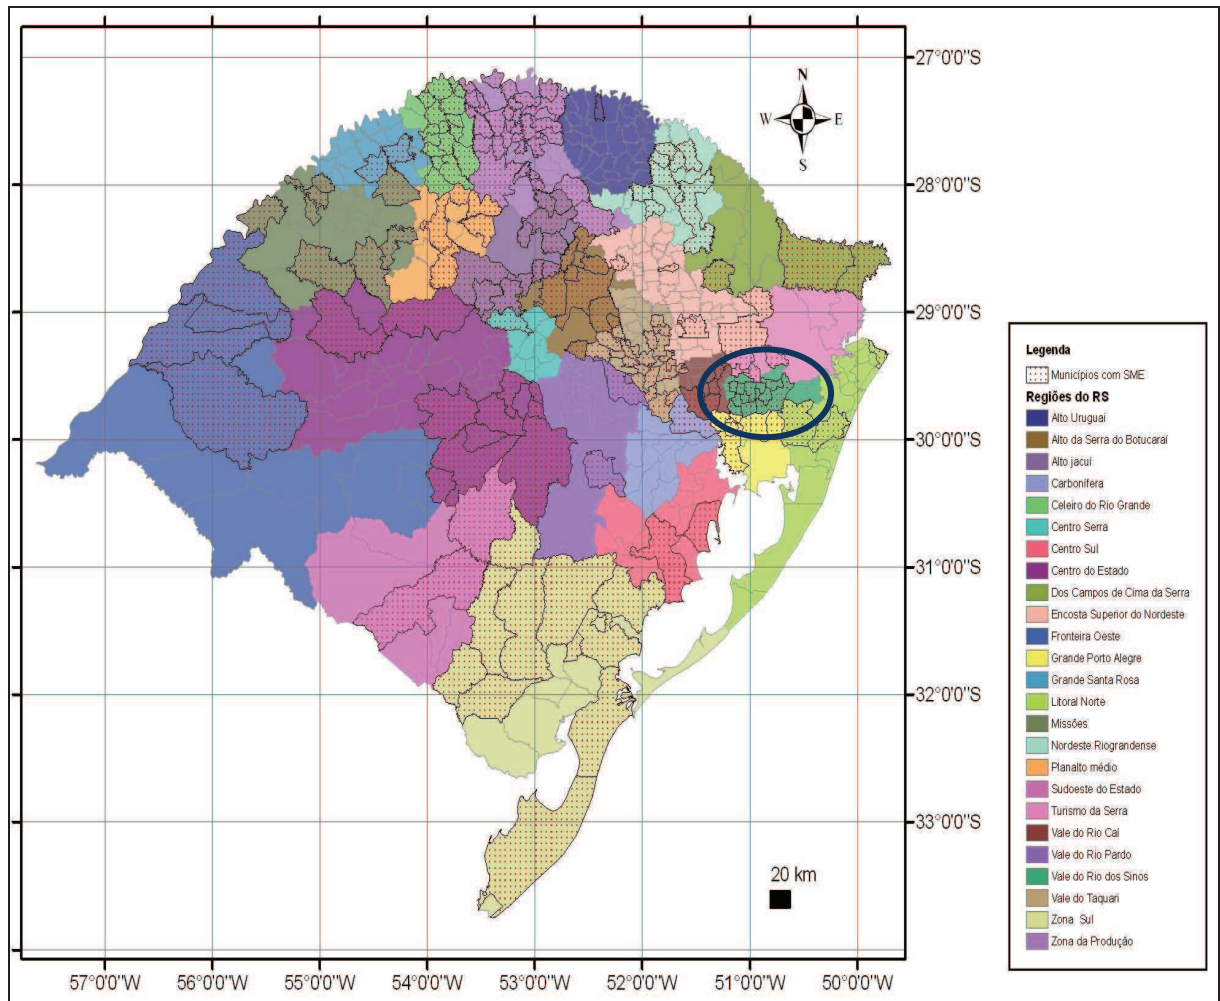 27°0'0"S
N
W E
S
28°0'0"S
29°0'0"S
30°0'0"S
31°0'0"S
32°0'0"S
33°0'0"S
20 km
57°0'0"W 56°0'0"W 55°0'0"W 54°0'0"W 53°0'0"W 52°0'0"W 51°0'0"W 50°0'0"W
Legenda
Municípios com SME
Regiões do RS
Alto Uruguai
Alto da Serra do Botucaraí
Alto jacuí
Carbonífera
Celeiro do Rio Grande
Centro Serra
Centro Sul
Centro do Estado
Dos Campos de Cima da Serra
Encosta Superior do Nordeste
Fronteira Oeste
Grande Porto Alegre
Grande Santa Rosa
Litoral Norte
Missões
Nordeste Riograndense
Planalto médio
Sudoeste do Estado
Turismo da Serra
Vale do Rio Caí
Vale do Rio Pardo
Vale do Rio dos Sinos
Vale do Taquari
Zona Sul
Zona da Produção